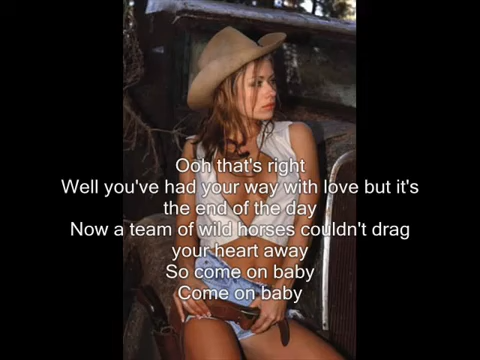 Ooh that's right
Well you've had your way with love but it's
the end of the day
Now a team of wild horses couldn't drag
your heart away
So come on baby
Come on baby